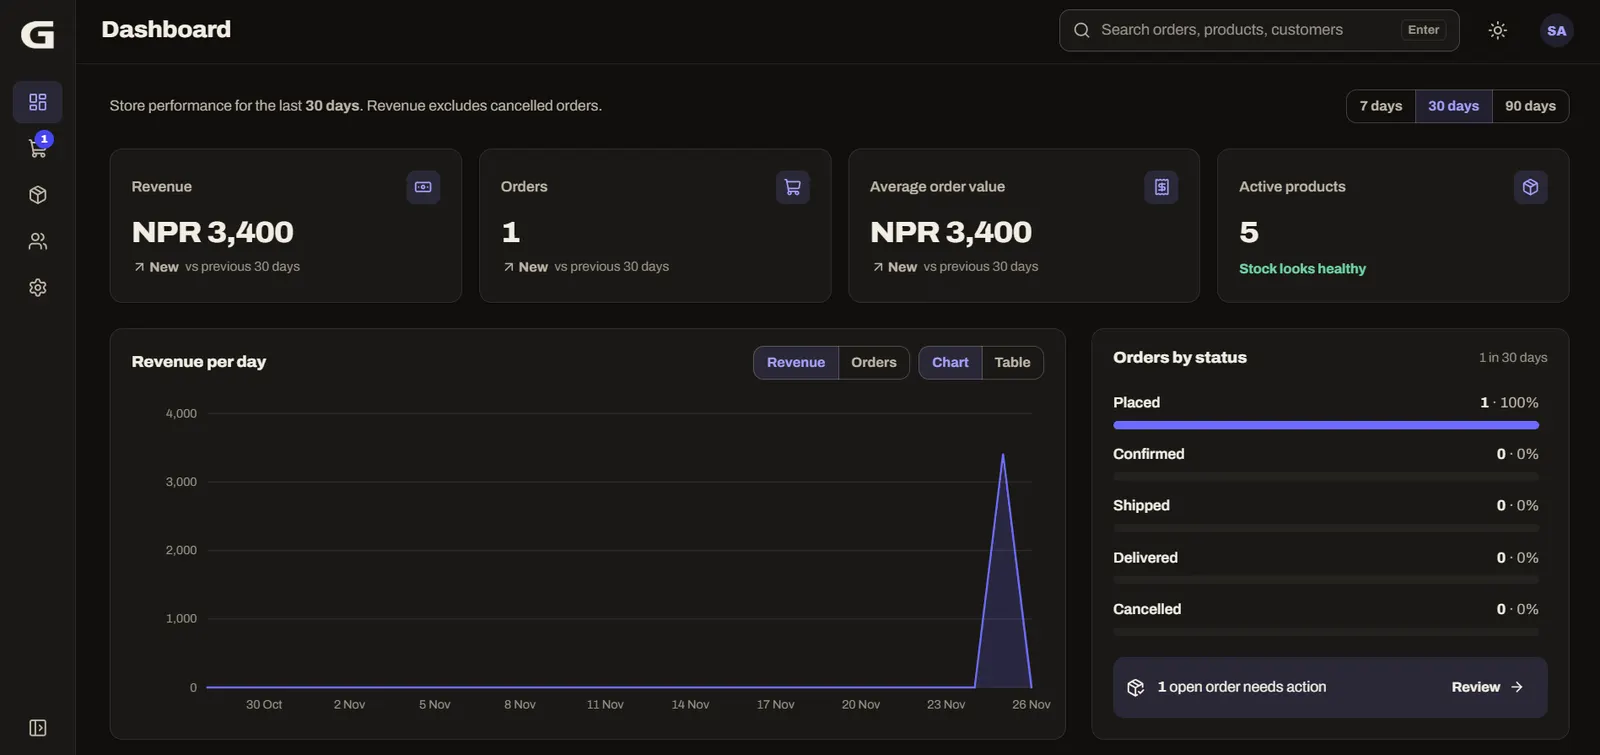 G
Dashboard
Search orders, products, customers
Enter
SA
1
Store performance for the last 30 days. Revenue excludes cancelled orders.
7 days
30 days
90 days
Revenue
NPR 3,400
New vs previous 30 days
Orders
1
New vs previous 30 days
Average order value
NPR 3,400
New vs previous 30 days
Active products
5
Stock looks healthy
Revenue per day
Revenue
Orders
Chart
Table
4,000
3,000
2,000
1,000
0
30 Oct
2 Nov
5 Nov
8 Nov
11 Nov
14 Nov
17 Nov
20 Nov
23 Nov
26 Nov
Orders by status
1 in 30 days
Placed
1 · 100%
Confirmed
0 · 0%
Shipped
0 · 0%
Delivered
0 · 0%
Cancelled
0 · 0%
1 open order needs action
Review